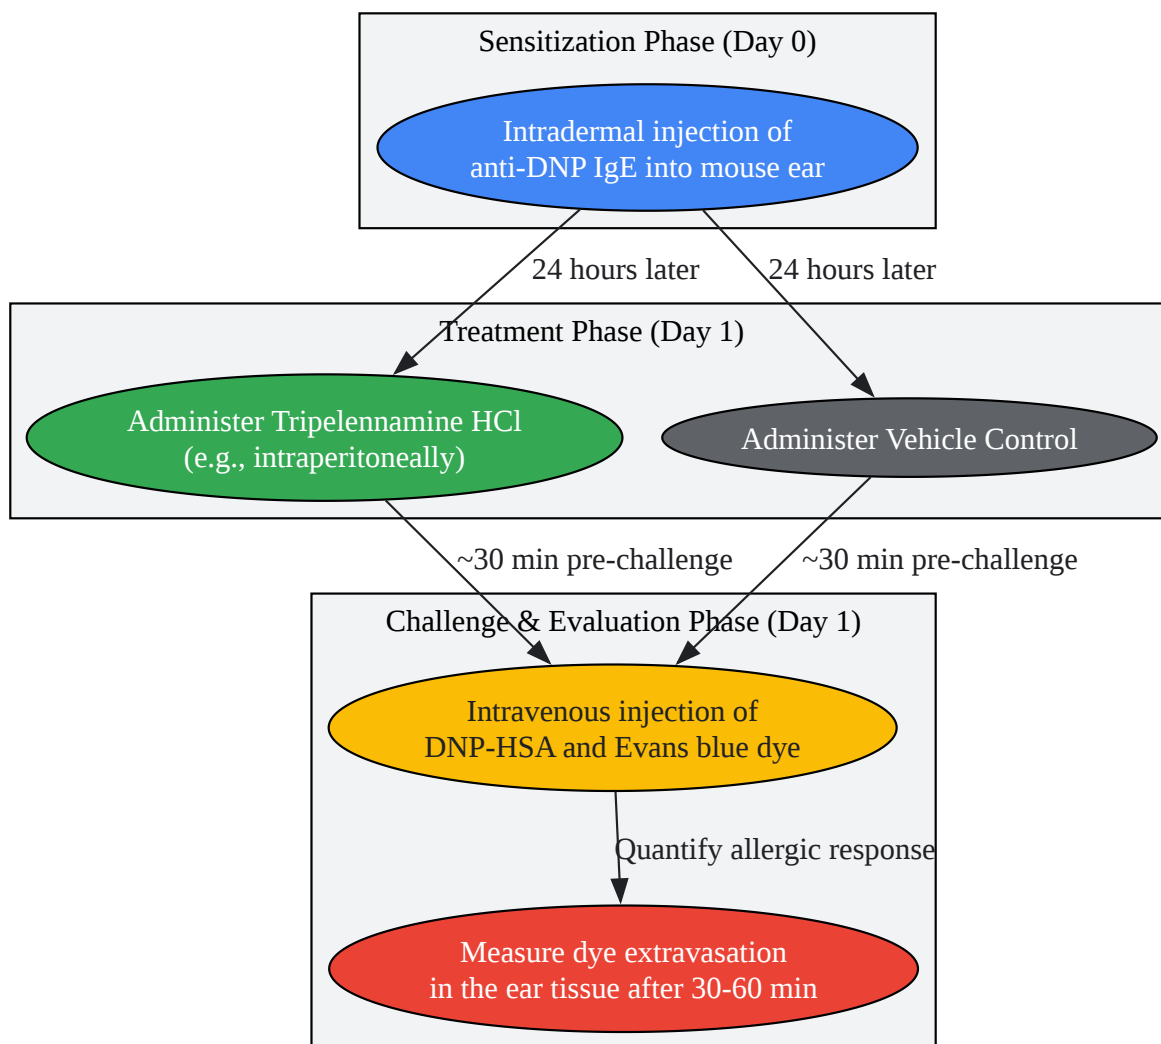 Sensitization Phase (Day 0)
Intradermal injection of
anti-DNP IgE into mouse ear
24 hours later
24 hours later
Treatment Phase (Day 1)
Administer Tripelennamine HCl
(e.g., intraperitoneally)
Administer Vehicle Control
~30 min pre-challenge
~30 min pre-challenge
Challenge & Evaluation Phase (Day 1)
Intravenous injection of
DNP-HSA and Evans blue dye
Quantify allergic response
Measure dye extravasation
in the ear tissue after 30-60 min